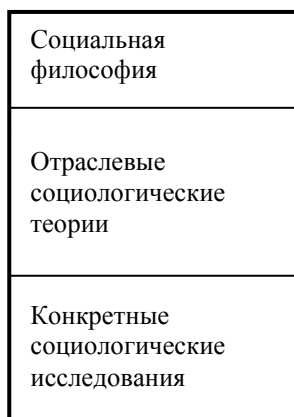 Социальная
философия
Отраслевые
социологические
теории
Конкретные
социологические
исследования